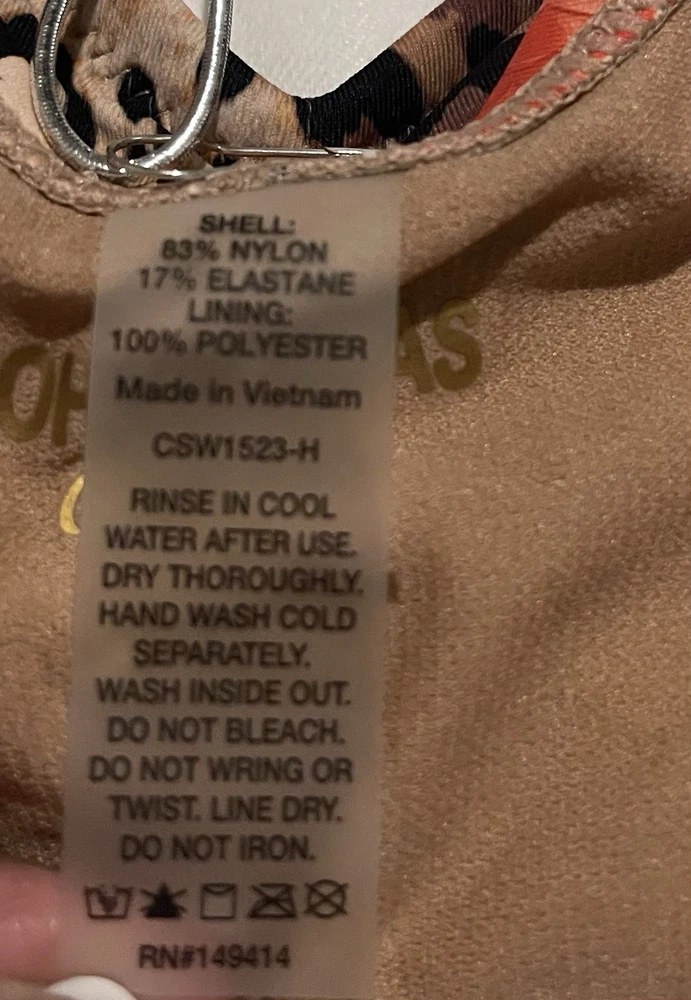 SHELL:
83% NYLON
17% ELASTANE
LINING:
100% POLYESTER
Made in Vietnam
CSW1523-H
RINSE IN COOL
WATER AFTER USE.
DRY THOROUGHLY.
HAND WASH COLD
SEPARATELY.
WASH INSIDE OUT.
DO NOT BLEACH.
DO NOT WRING OR
TWIST. LINE DRY.
DO NOT IRON.
RN#149414